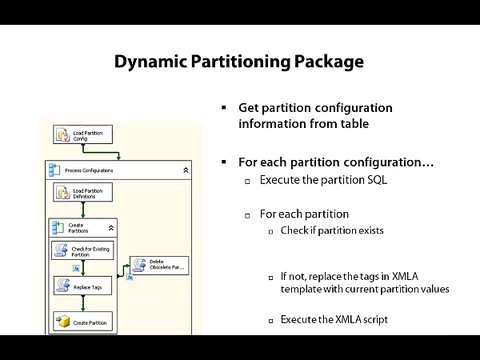 Dynamic Partitioning Package
Load Partition
Config
Process Configurations
Load Partition
Definitions
Create
Partitions
Check for Existing
Partition
Delete
Obsolete Par...
Replace Tags
Create Partition
Get partition configuration
information from table
For each partition configuration...
Execute the partition SQL
For each partition
Check if partition exists
If not, replace the tags in XMLA
template with current partition values
Execute the XMLA script